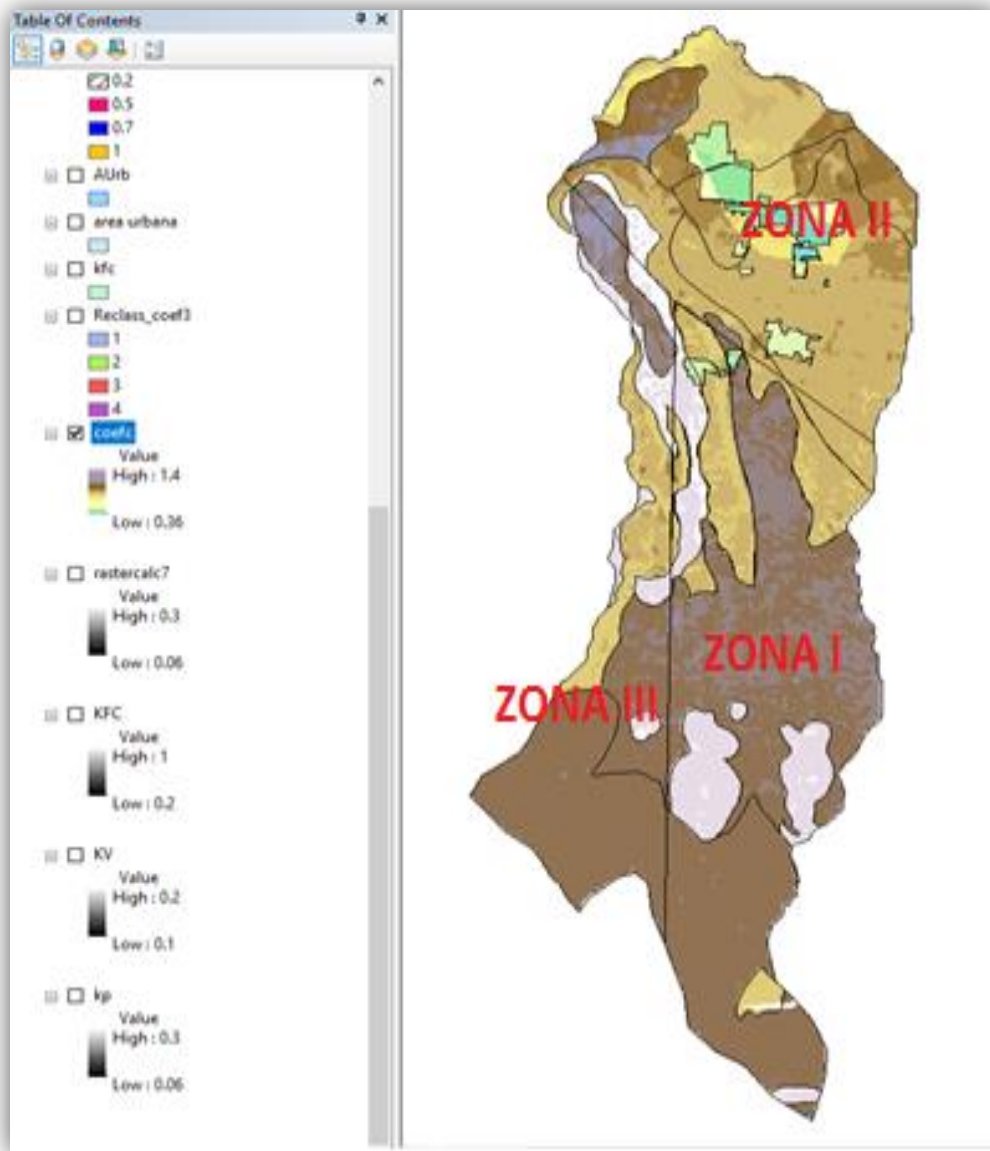 Table Of Contents
0.2
0.5
0.7
1
AUrb
area urbana
kfc
Reclass_coef3
1
2
3
4
coefc
Value
High : 1.4
Low : 0.36
rastercalc7
Value
High : 0.3
Low : 0.06
KFC
Value
High : 1
Low : 0.2
KV
Value
High : 0.2
Low : 0.1
kp
Value
High : 0.3
Low : 0.06
ZONA II
ZONA I
ZONA III